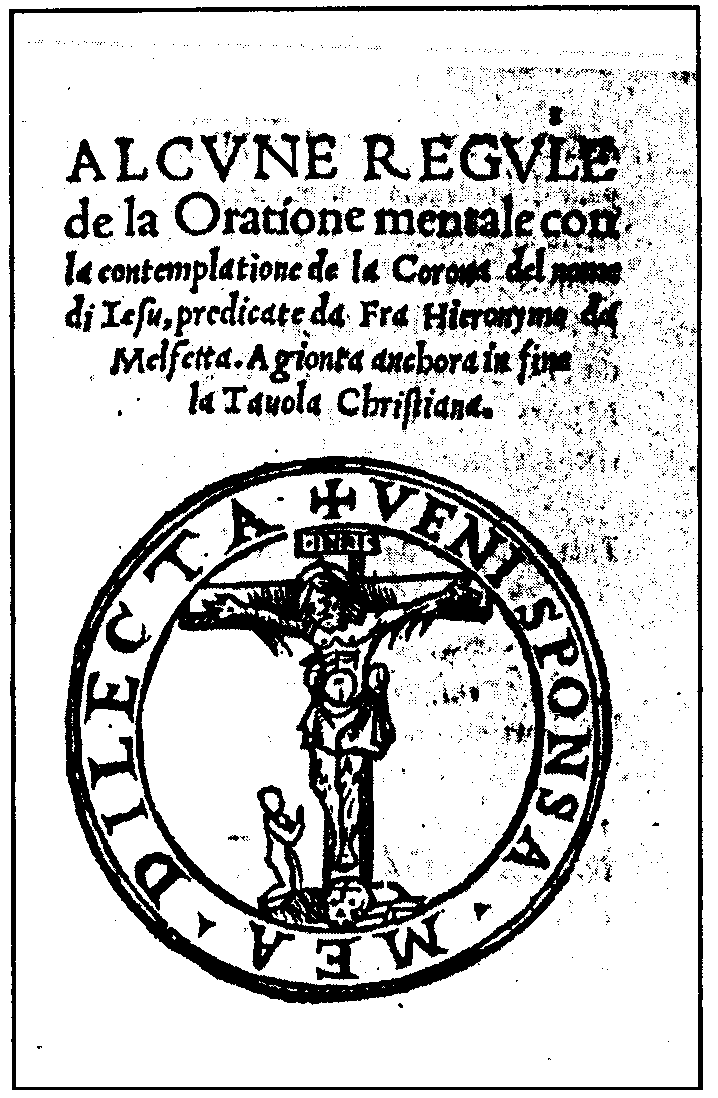 ALCVNE REGVLE
de la Oratione mentale con
la contemplatione de la Corona del nome
di Iesu, predicate da Fra Hieronymo da
Melfetta. Agionta anchora in fine
la Tauola Christiana.
✠ VENI SPONSA · MEA · DILECTA
INRI